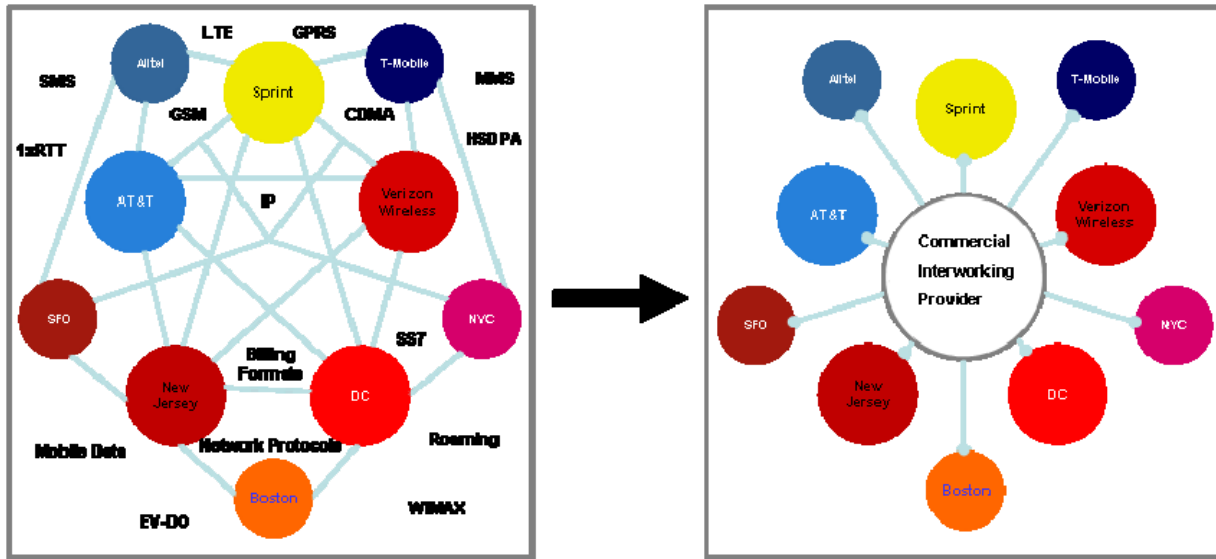 LTE
GPRS
Alltel
T-Mobile
SMS
Sprint
MMS
GSM
CDMA
HSDPA
1xRTT
AT&T
IP
Verizon
Wireless
SFO
NYC
SS7
Billing
Formats
New
Jersey
DC
Mobile Data
Network Protocols
Roaming
Boston
EV-DO
WIMAX
Alltel
T-Mobile
Sprint
AT&T
Verizon
Wireless
Commercial
Interworking
Provider
SFO
NYC
New
Jersey
DC
Boston